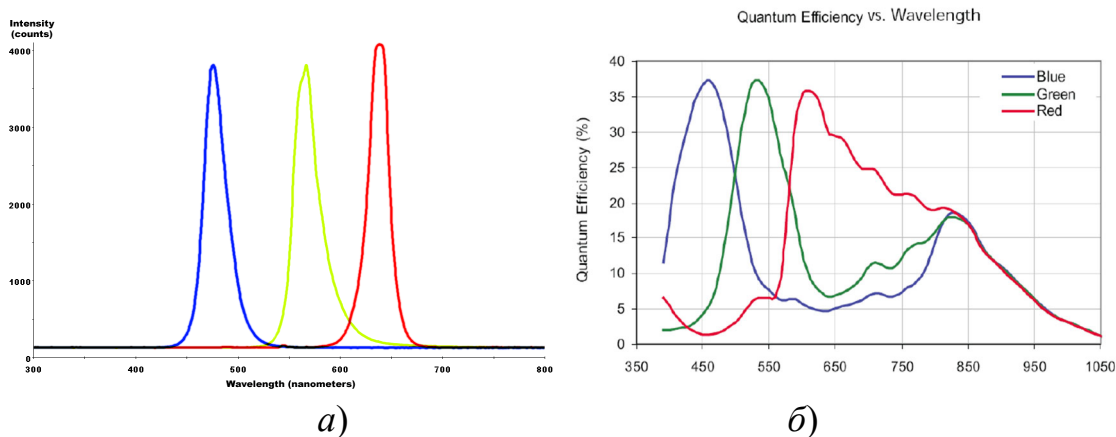 Intensity
(counts)
4000
3000
2000
1000
0
300
400
500
600
700
800
Wavelength (nanometers)
а)
Quantum Efficiency vs. Wavelength
Quantum Efficiency (%)
40
35
30
25
20
15
10
5
0
350
450
550
650
750
850
950
1050
Blue
Green
Red
б)